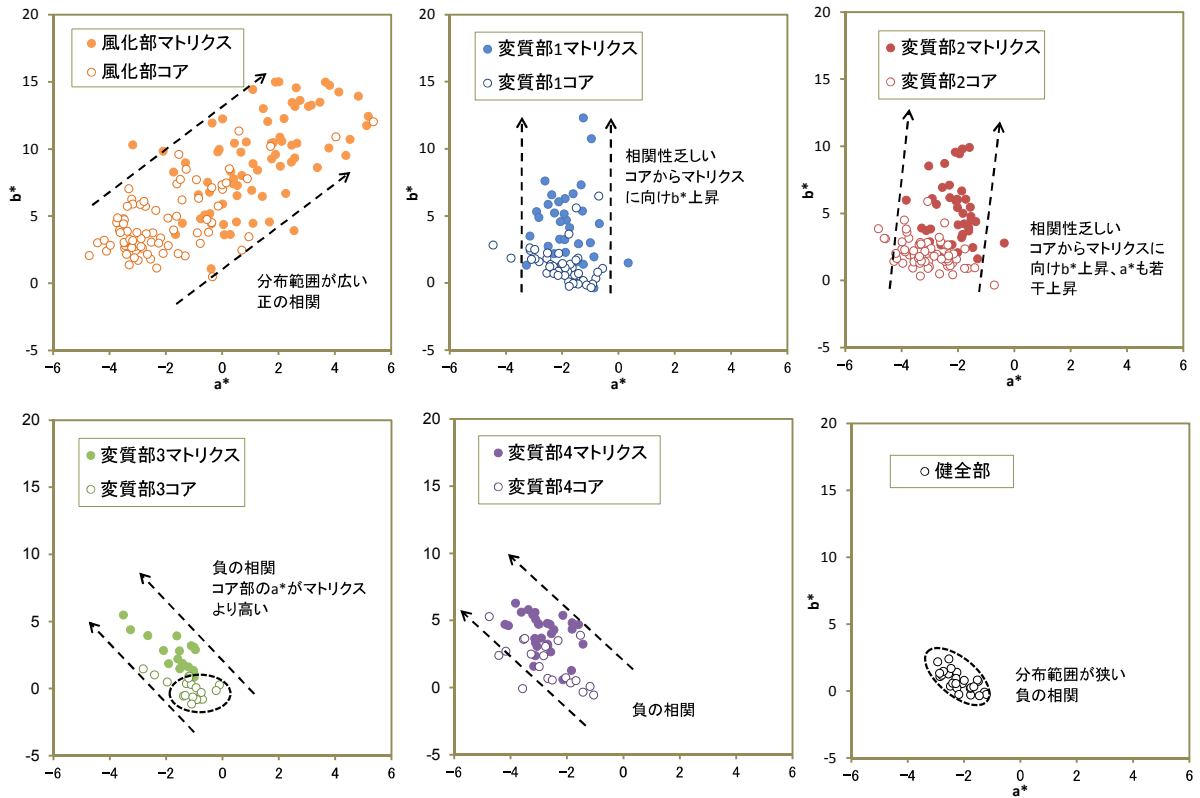 20
15
10
5
0
-5
b*
−6
−4
−2
0
2
4
6
a*
風化部マトリクス
風化部コア
分布範囲が広い
正の相関
20
15
10
5
0
-5
b*
−6
−4
−2
0
2
4
6
a*
変質部1マトリクス
変質部1コア
相関性乏しい
コアからマトリクス
に向けb*上昇
20
15
10
5
0
-5
b*
−6
−4
−2
0
2
4
6
a*
変質部2マトリクス
変質部2コア
相関性乏しい
コアからマトリクスに
向けb*上昇、a*も若
干上昇
20
15
10
5
0
-5
−6
−4
−2
0
2
4
6
変質部3マトリクス
変質部3コア
負の相関
コア部のa*がマトリクス
より高い
20
15
10
5
0
-5
−6
−4
−2
0
2
4
6
変質部4マトリクス
変質部4コア
負の相関
20
15
10
5
0
-5
b*
−6
−4
−2
0
2
4
6
a*
健全部
分布範囲が狭い
負の相関